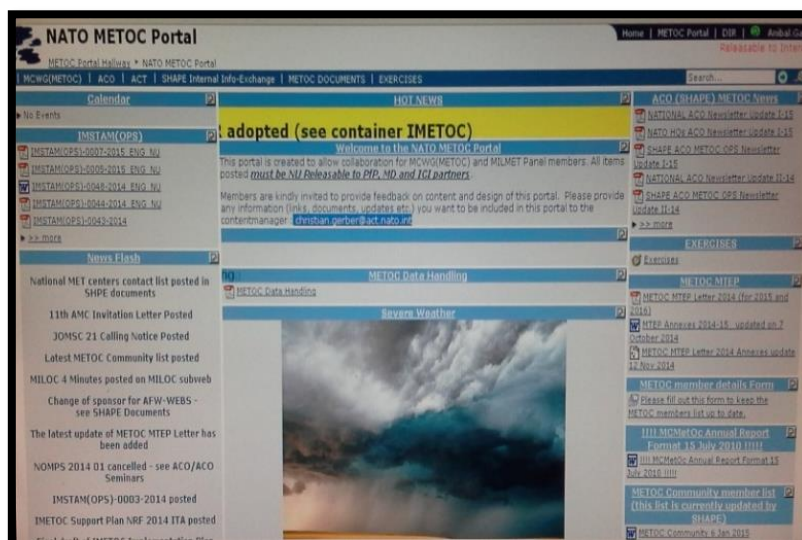 NATO METOC Portal
METOC Portal Hallway ▸ NATO METOC Portal
Home | METOC Portal | DIR |
Releasable to
MCWG(METOC) | ACO | ACT | SHAPE Internal Info-Exchange | METOC DOCUMENTS | EXERCISES
Search...
Calendar
No Events
IMSTAM(OPS)
IMSTAM(OPS)-0007-2015 ENG NU
IMSTAM(OPS)-0005-2015 ENG NU
IMSTAM(OPS)-0048-2014 ENG NU
IMSTAM(OPS)-0044-2014 ENG NU
IMSTAM(OPS)-0043-2014
>> more
News Flash
National MET centers contact list posted in
SHPE documents
11th AMC Invitation Letter Posted
JOMSC 21 Calling Notice Posted
Latest METOC Community list posted
MILOC 4 Minutes posted on MILOC subweb
Change of sponsor for AFW-WEBS -
see SHAPE Documents
The latest update of METOC MTEP Letter has
been added
NOMPS 2014 01 cancelled - see ACO/ACO
Seminars
IMSTAM(OPS)-0003-2014 posted
IMETOC Support Plan NRF 2014 ITA posted
HOT NEWS
adopted (see container IMETOC)
Welcome to the NATO METOC Portal
This portal is created to allow collaboration for MCWG(METOC) and MILMET Panel members. All items
posted must be NU Releasable to PfP, MD and ICI partners.
Members are kindly invited to provide feedback on content and design of this portal. Please provide
any information (links, documents, updates etc.) you want to be included in this portal to the
contentmanager christian.gerber@act.nato.int
METOC Data Handling
METOC Data Handling
Severe Weather
ACO (SHAPE) METOC News
NATIONAL ACO Newsletter Update I-15
NATO HQs ACO Newsletter Update I-15
SHAPE ACO METOC OPS Newsletter
Update I-15
NATIONAL ACO Newsletter Update II-14
SHAPE ACO METOC OPS Newsletter
Update II-14
>> more
EXERCISES
Exercises
METOC MTEP
METOC MTEP Letter 2014 (for 2015 and
2016)
MTEP Annexes 2014-15 updated on 7
October 2014
METOC MTEP Letter 2014 Annexes update
12 Nov 2014
METOC member details Form
Please fill out this form to keep the
METOC members list up to date.
!!!! MCMetOc Annual Report
Format 15 July 2010 !!!!!
!!!! MCMetOc Annual Report Format 15
July 2010 !!!!!
METOC Community member list
(this list is currently updated by
SHAPE)
METOC Community 6 Jan 2015